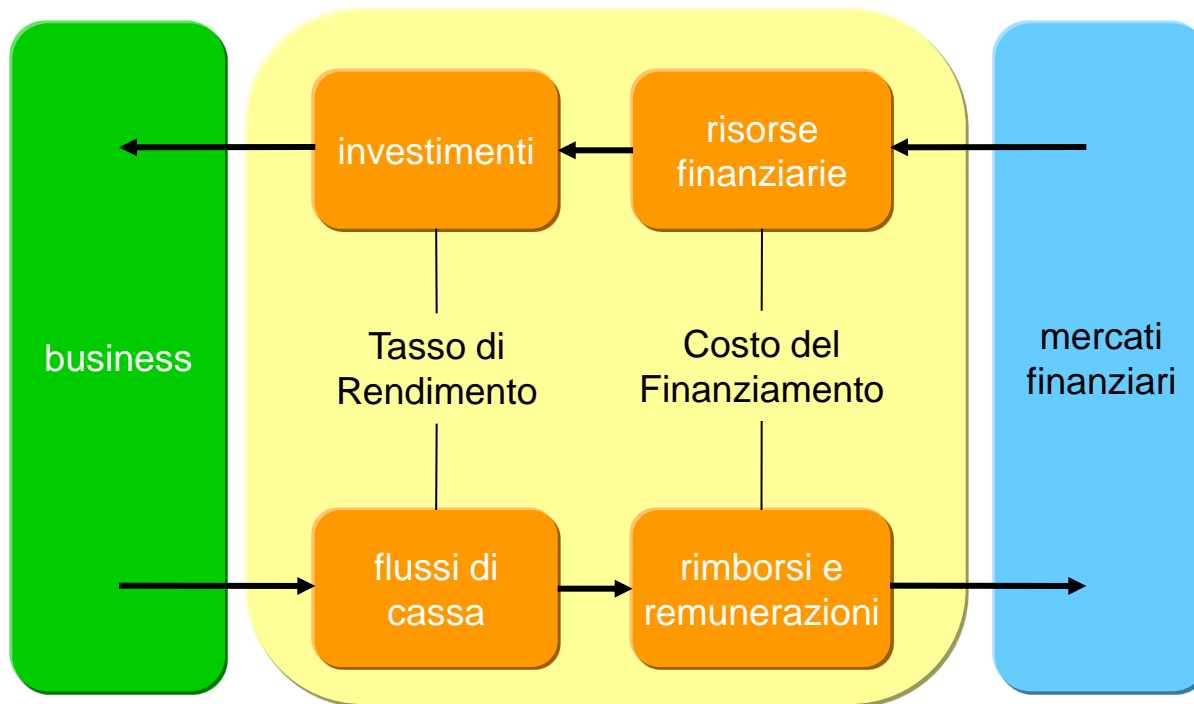 investimenti
risorse
finanziarie
business
Tasso di
Rendimento
Costo del
Finanziamento
mercati
finanziari
flussi di
cassa
rimborsi e
remunerazioni